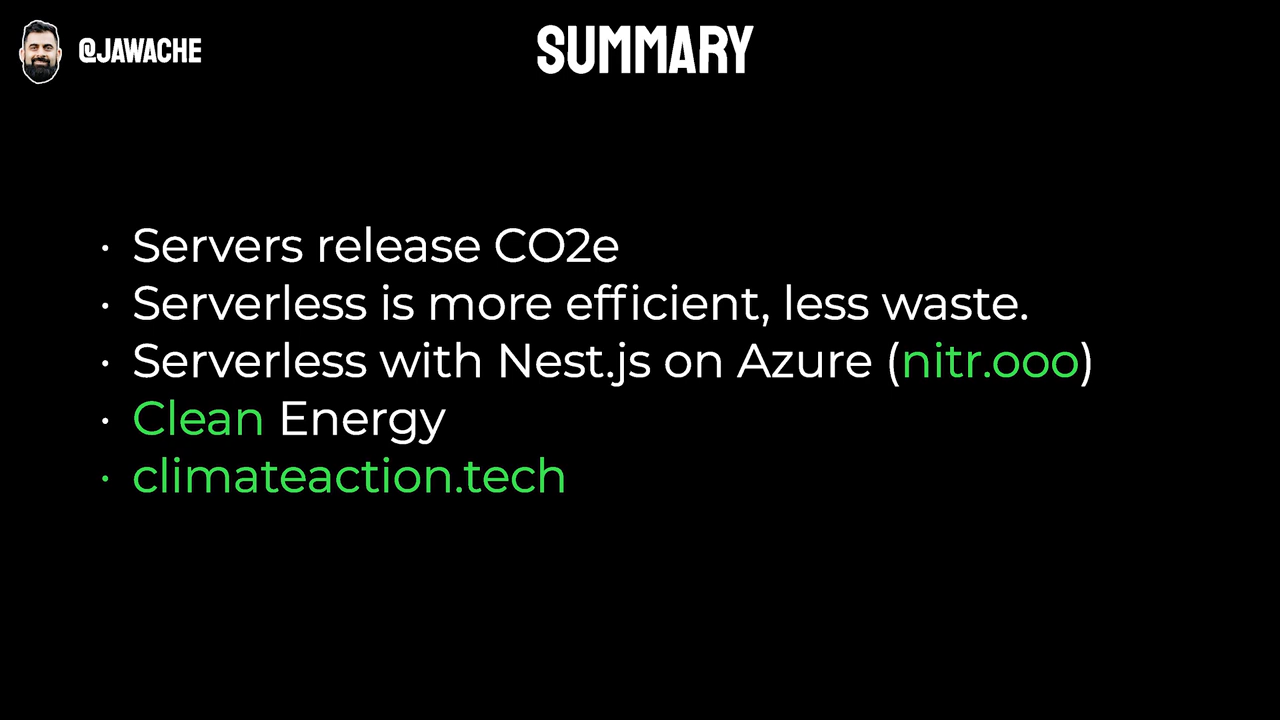 @JAWACHE
SUMMARY
• Servers release CO2e
• Serverless is more efficient, less waste.
• Serverless with Nest.js on Azure (nitr.ooo)
• Clean Energy
• climateaction.tech